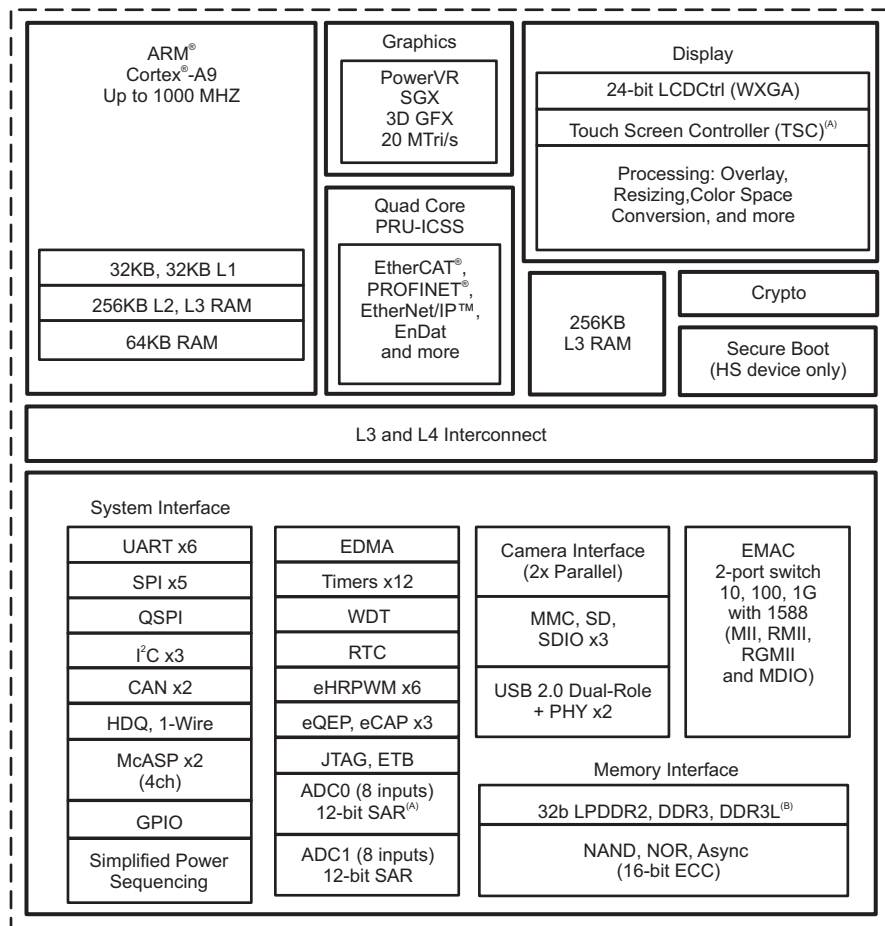 ARM®
Cortex®-A9
Up to 1000 MHZ
32KB, 32KB L1
256KB L2, L3 RAM
64KB RAM
Graphics
PowerVR
SGX
3D GFX
20 MTri/s
Quad Core
PRU-ICSS
EtherCAT®,
PROFINET®,
EtherNet/IP™,
EnDat
and more
Display
24-bit LCDCtrl (WXGA)
Touch Screen Controller (TSC)(A)
Processing: Overlay,
Resizing,Color Space
Conversion, and more
256KB
L3 RAM
Crypto
Secure Boot
(HS device only)
L3 and L4 Interconnect
System Interface
UART x6
SPI x5
QSPI
I2C x3
CAN x2
HDQ, 1-Wire
McASP x2
(4ch)
GPIO
Simplified Power
Sequencing
EDMA
Timers x12
WDT
RTC
eHRPWM x6
eQEP, eCAP x3
JTAG, ETB
ADC0 (8 inputs)
12-bit SAR(A)
ADC1 (8 inputs)
12-bit SAR
Camera Interface
(2x Parallel)
MMC, SD,
SDIO x3
USB 2.0 Dual-Role
+ PHY x2
EMAC
2-port switch
10, 100, 1G
with 1588
(MII, RMII,
RGMII
and MDIO)
Memory Interface
32b LPDDR2, DDR3, DDR3L(B)
NAND, NOR, Async
(16-bit ECC)